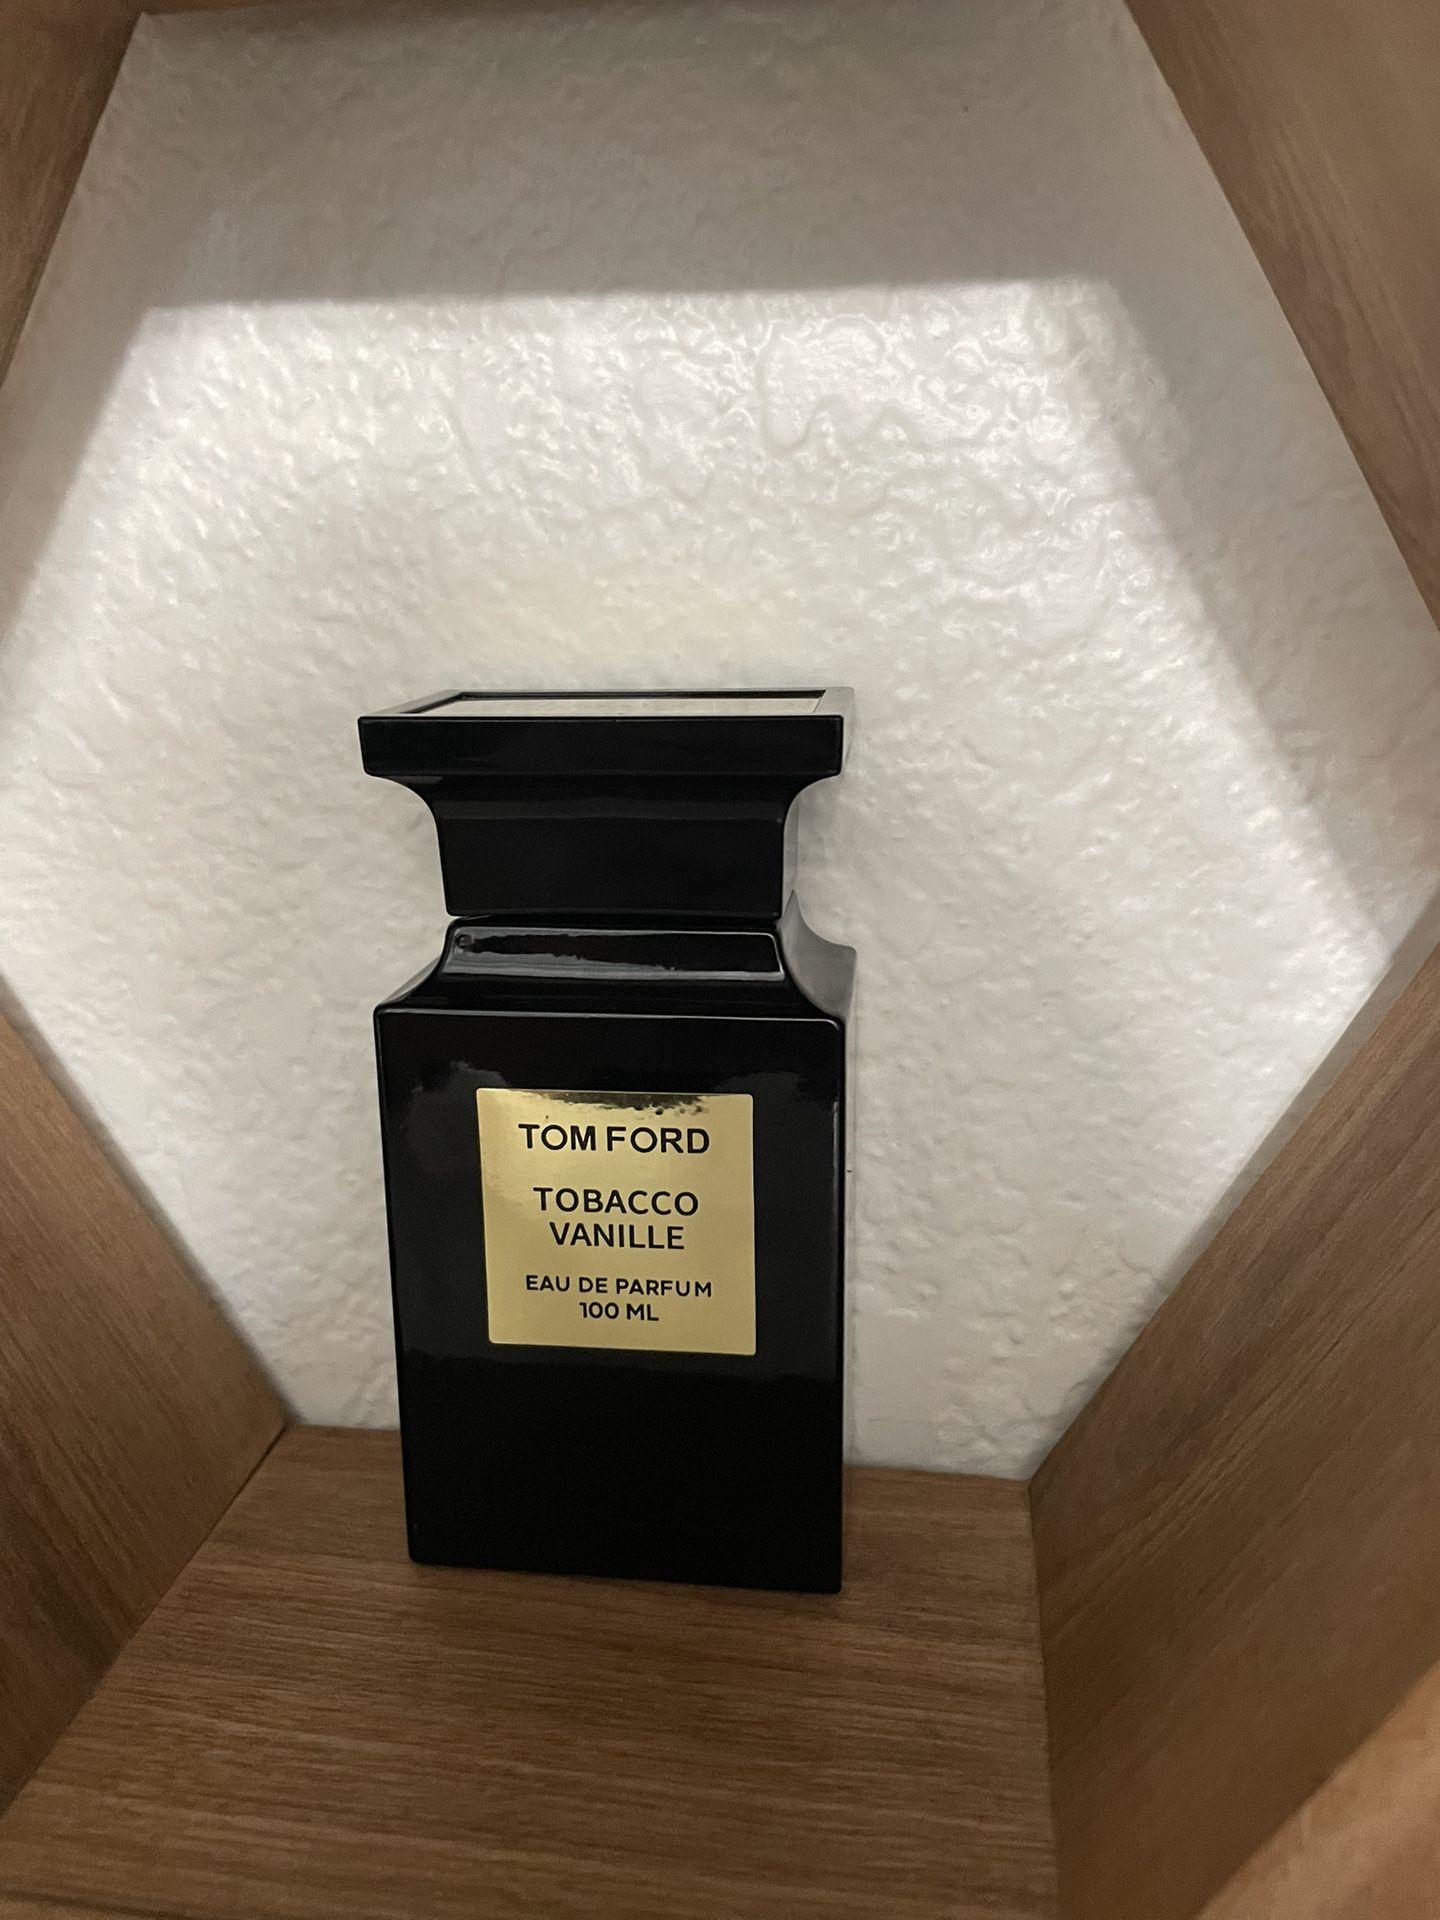 TOM FORD
TOBACCO
VANILLE
EAU DE PARFUM
100 ML